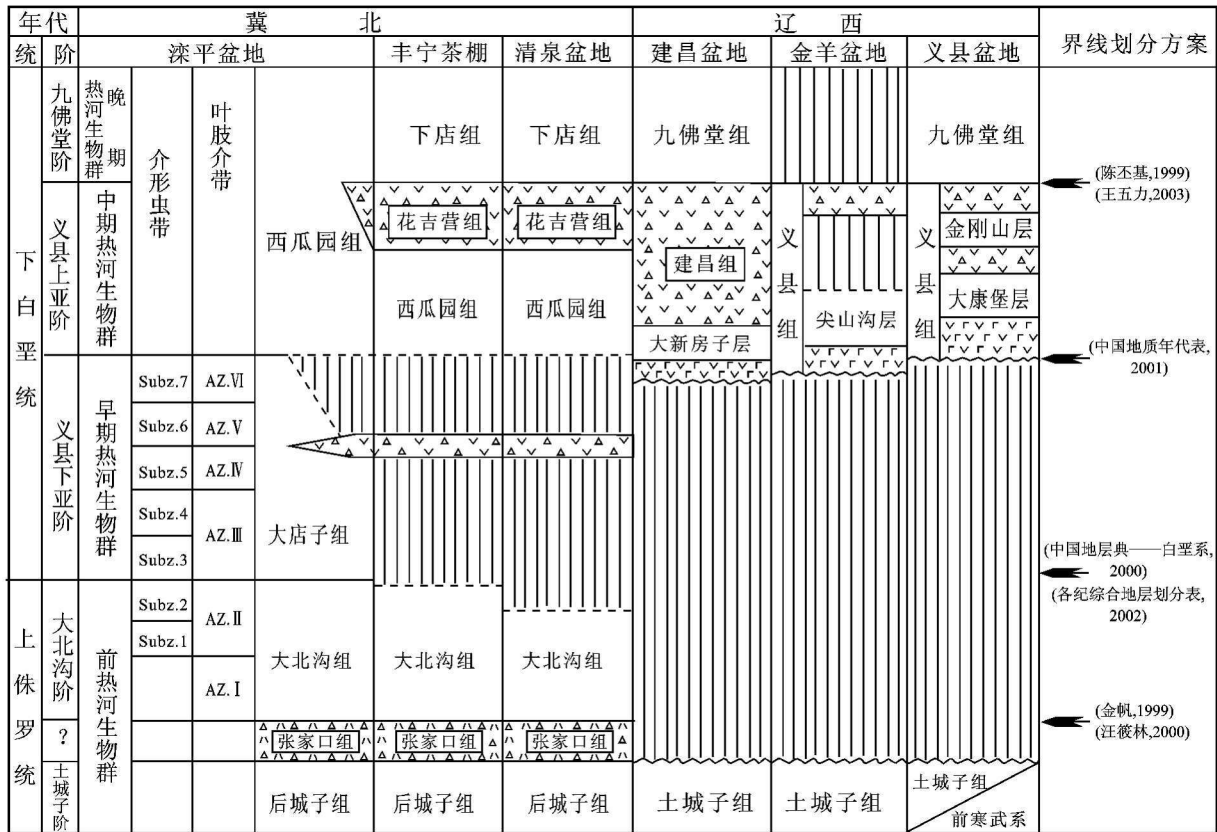 年代
冀 北
辽 西
界线划分方案
统
阶
滦平盆地
丰宁茶棚
清泉盆地
建昌盆地
金羊盆地
义县盆地
下白垩统
上侏罗统
九佛堂阶
义县上亚阶
义县下亚阶
大北沟阶
?
土城子阶
晚期热河生物群
中期热河生物群
早期热河生物群
前热河生物群
介形虫带
Subz.7
Subz.6
Subz.5
Subz.4
Subz.3
Subz.2
Subz.1
叶肢介带
AZ.Ⅵ
AZ.Ⅴ
AZ.Ⅳ
AZ.Ⅲ
AZ.Ⅱ
AZ.Ⅰ
西瓜园组
大店子组
大北沟组
张家口组
后城子组
下店组
花吉营组
西瓜园组
大北沟组
张家口组
后城子组
下店组
花吉营组
西瓜园组
大北沟组
张家口组
后城子组
九佛堂组
建昌组
大新房子层
土城子组
义县组
尖山沟层
土城子组
九佛堂组
义县组
金刚山层
大康堡层
土城子组
前寒武系
(陈丕基,1999)
(王五力,2003)
(中国地质年代表,
2001)
(中国地层典——白垩系,
2000)
(各纪综合地层划分表,
2002)
(金帆,1999)
(汪筱林,2000)